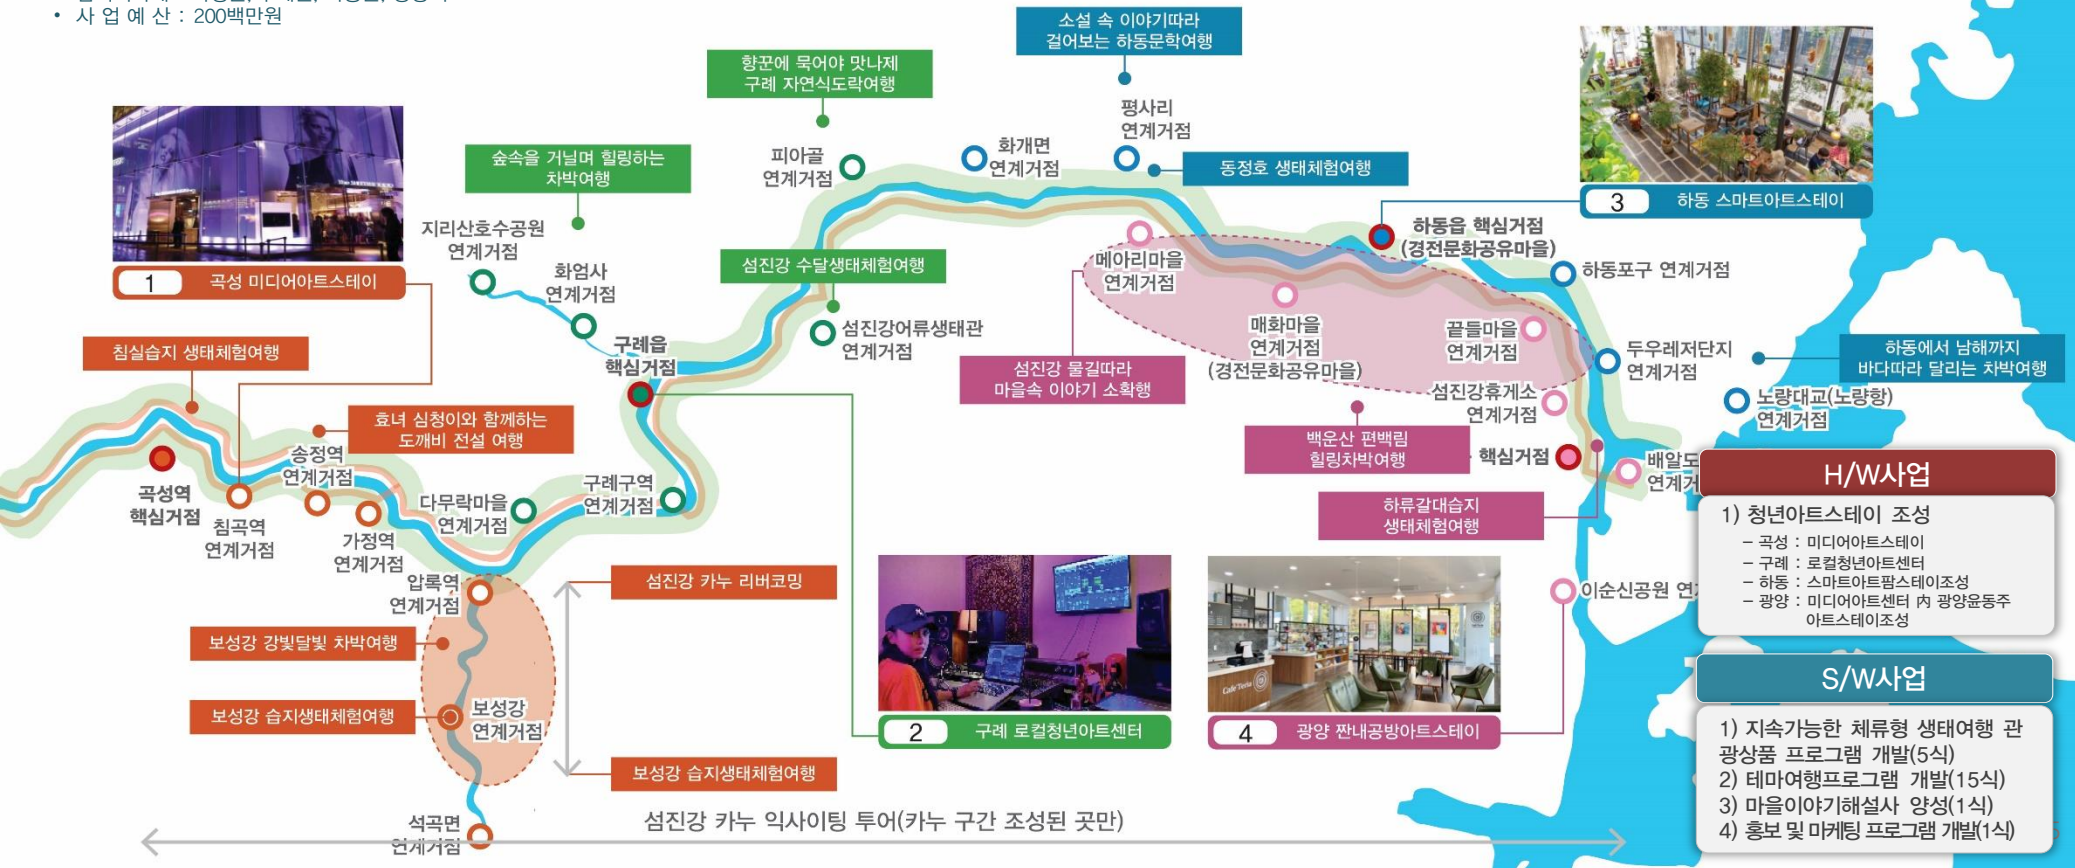 • 사 업 예 산 : 200백만원
소설 속 이야기따라
걸어보는 하동문학여행
향꾼에 묵어야 맛나제
구례 자연식도락여행
숲속을 거닐며 힐링하는
차박여행
평사리
연계거점
화개면
연계거점
피아골
연계거점
동정호 생태체험여행
3 하동 스마트아트스테이
지리산호수공원
연계거점
화엄사
연계거점
섬진강 수달생태체험여행
하동읍 핵심거점
(경전문화공유마을)
메아리마을
연계거점
하동포구 연계거점
1 곡성 미디어아트스테이
침실습지 생태체험여행
구례읍
핵심거점
섬진강어류생태관
연계거점
매화마을
연계거점
(경전문화공유마을)
끝들마을
연계거점
두우레저단지
연계거점
하동에서 남해까지
바다따라 달리는 차박여행
섬진강 물길따라
마을속 이야기 소확행
섬진강휴게소
연계거점
노량대교(노량항)
연계거점
효녀 심청이와 함께하는
도깨비 전설 여행
백운산 편백림
힐링차박여행
핵심거점
배알도
연계거
송정역
연계거점
곡성역
핵심거점
침곡역
연계거점
가정역
연계거점
다무락마을
연계거점
구례구역
연계거점
하류갈대습지
생태체험여행
압록역
연계거점
섬진강 카누 리버코밍
이순신공원 연
보성강 강빛달빛 차박여행
보성강 습지생태체험여행
보성강
연계거점
2 구례 로컬청년아트센터
Cafe Teria
4 광양 짠내공방아트스테이
보성강 습지생태체험여행
석곡면
연계거점
섬진강 카누 익사이팅 투어(카누 구간 조성된 곳만)
H/W사업
1) 청년아트스테이 조성
– 곡성 : 미디어아트스테이
– 구례 : 로컬청년아트센터
– 하동 : 스마트아트팜스테이조성
– 광양 : 미디어아트센터 內 광양윤동주
아트스테이조성
S/W사업
1) 지속가능한 체류형 생태여행 관
광상품 프로그램 개발(5식)
2) 테마여행프로그램 개발(15식)
3) 마을이야기해설사 양성(1식)
4) 홍보 및 마케팅 프로그램 개발(1식)